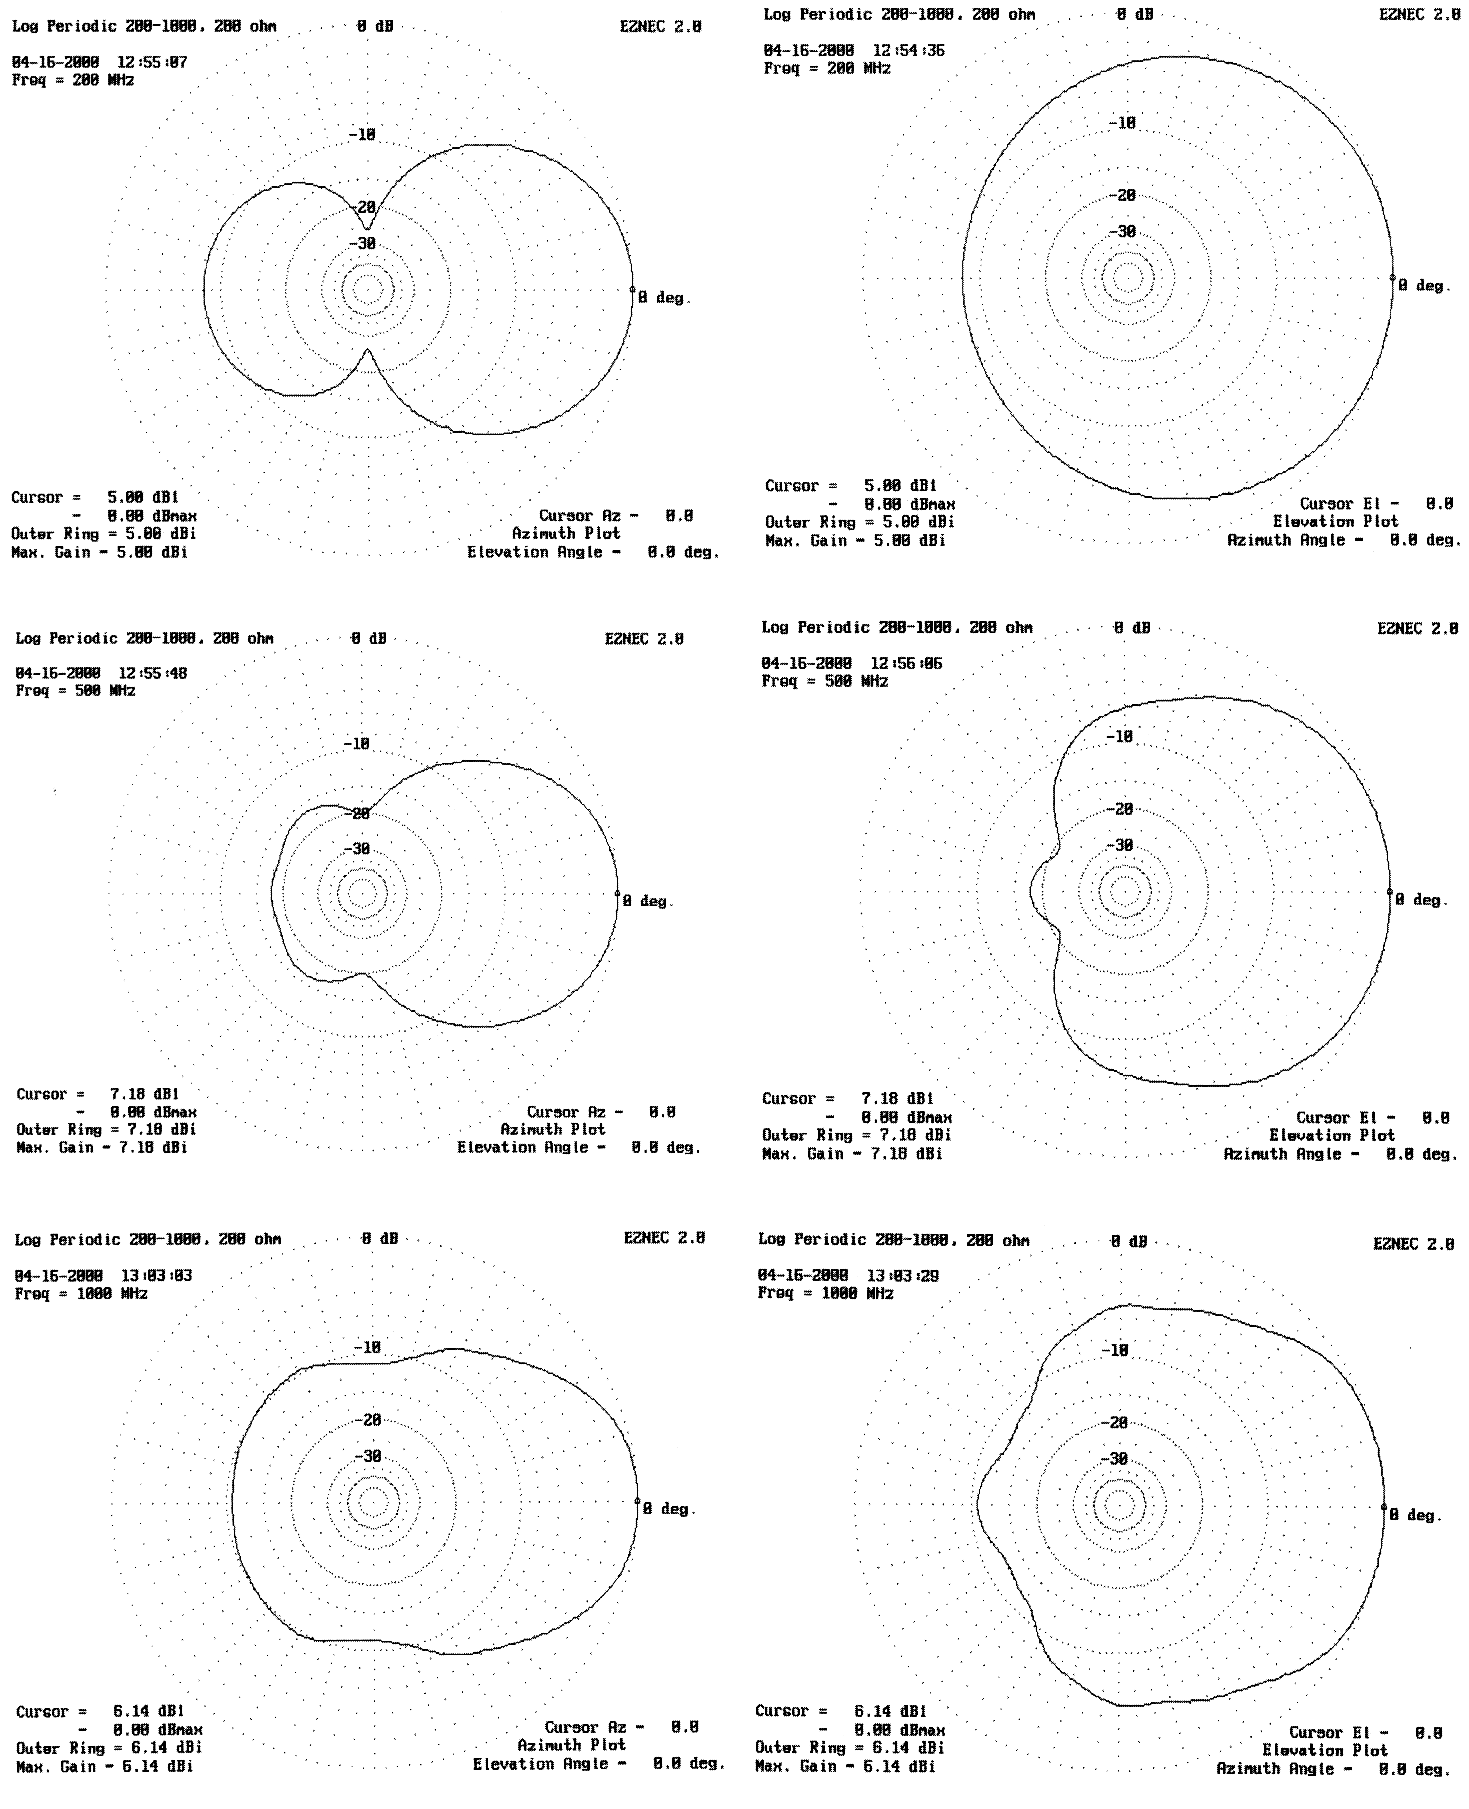 Log Periodic 200-1000, 200 ohm 0 dB EZNEC 2.0
04-16-2000 12:55:07
Freq = 200 MHz
-10
-20
-30
0 deg.
Cursor = 5.00 dBi
= 0.00 dBmax
Outer Ring = 5.00 dBi
Max. Gain = 5.00 dBi
Cursor Az = 0.0
Azimuth Plot
Elevation Angle = 0.0 deg.
Log Periodic 200-1000, 200 ohm 0 dB EZNEC 2.0
04-16-2000 12:54:36
Freq = 200 MHz
-10
-20
-30
0 deg.
Cursor = 5.00 dBi
= 0.00 dBmax
Outer Ring = 5.00 dBi
Max. Gain = 5.00 dBi
Cursor El = 0.0
Elevation Plot
Azimuth Angle = 0.0 deg.
Log Periodic 200-1000, 200 ohm 0 dB EZNEC 2.0
04-16-2000 12:55:48
Freq = 500 MHz
-10
-20
-30
0 deg.
Cursor = 7.18 dBi
= 0.00 dBmax
Outer Ring = 7.18 dBi
Max. Gain = 7.18 dBi
Cursor Az = 0.0
Azimuth Plot
Elevation Angle = 0.0 deg.
Log Periodic 200-1000, 200 ohm 0 dB EZNEC 2.0
04-16-2000 12:56:06
Freq = 500 MHz
-10
-20
-30
0 deg.
Cursor = 7.18 dBi
= 0.00 dBmax
Outer Ring = 7.18 dBi
Max. Gain = 7.18 dBi
Cursor El = 0.0
Elevation Plot
Azimuth Angle = 0.0 deg.
Log Periodic 200-1000, 200 ohm 0 dB EZNEC 2.0
04-16-2000 13:03:03
Freq = 1000 MHz
-10
-20
-30
0 deg.
Cursor = 6.14 dBi
= 0.00 dBmax
Outer Ring = 6.14 dBi
Max. Gain = 6.14 dBi
Cursor Az = 0.0
Azimuth Plot
Elevation Angle = 0.0 deg.
Log Periodic 200-1000, 200 ohm 0 dB EZNEC 2.0
04-16-2000 13:03:29
Freq = 1000 MHz
-10
-20
-30
0 deg.
Cursor = 6.14 dBi
= 0.00 dBmax
Outer Ring = 6.14 dBi
Max. Gain = 6.14 dBi
Cursor El = 0.0
Elevation Plot
Azimuth Angle = 0.0 deg.